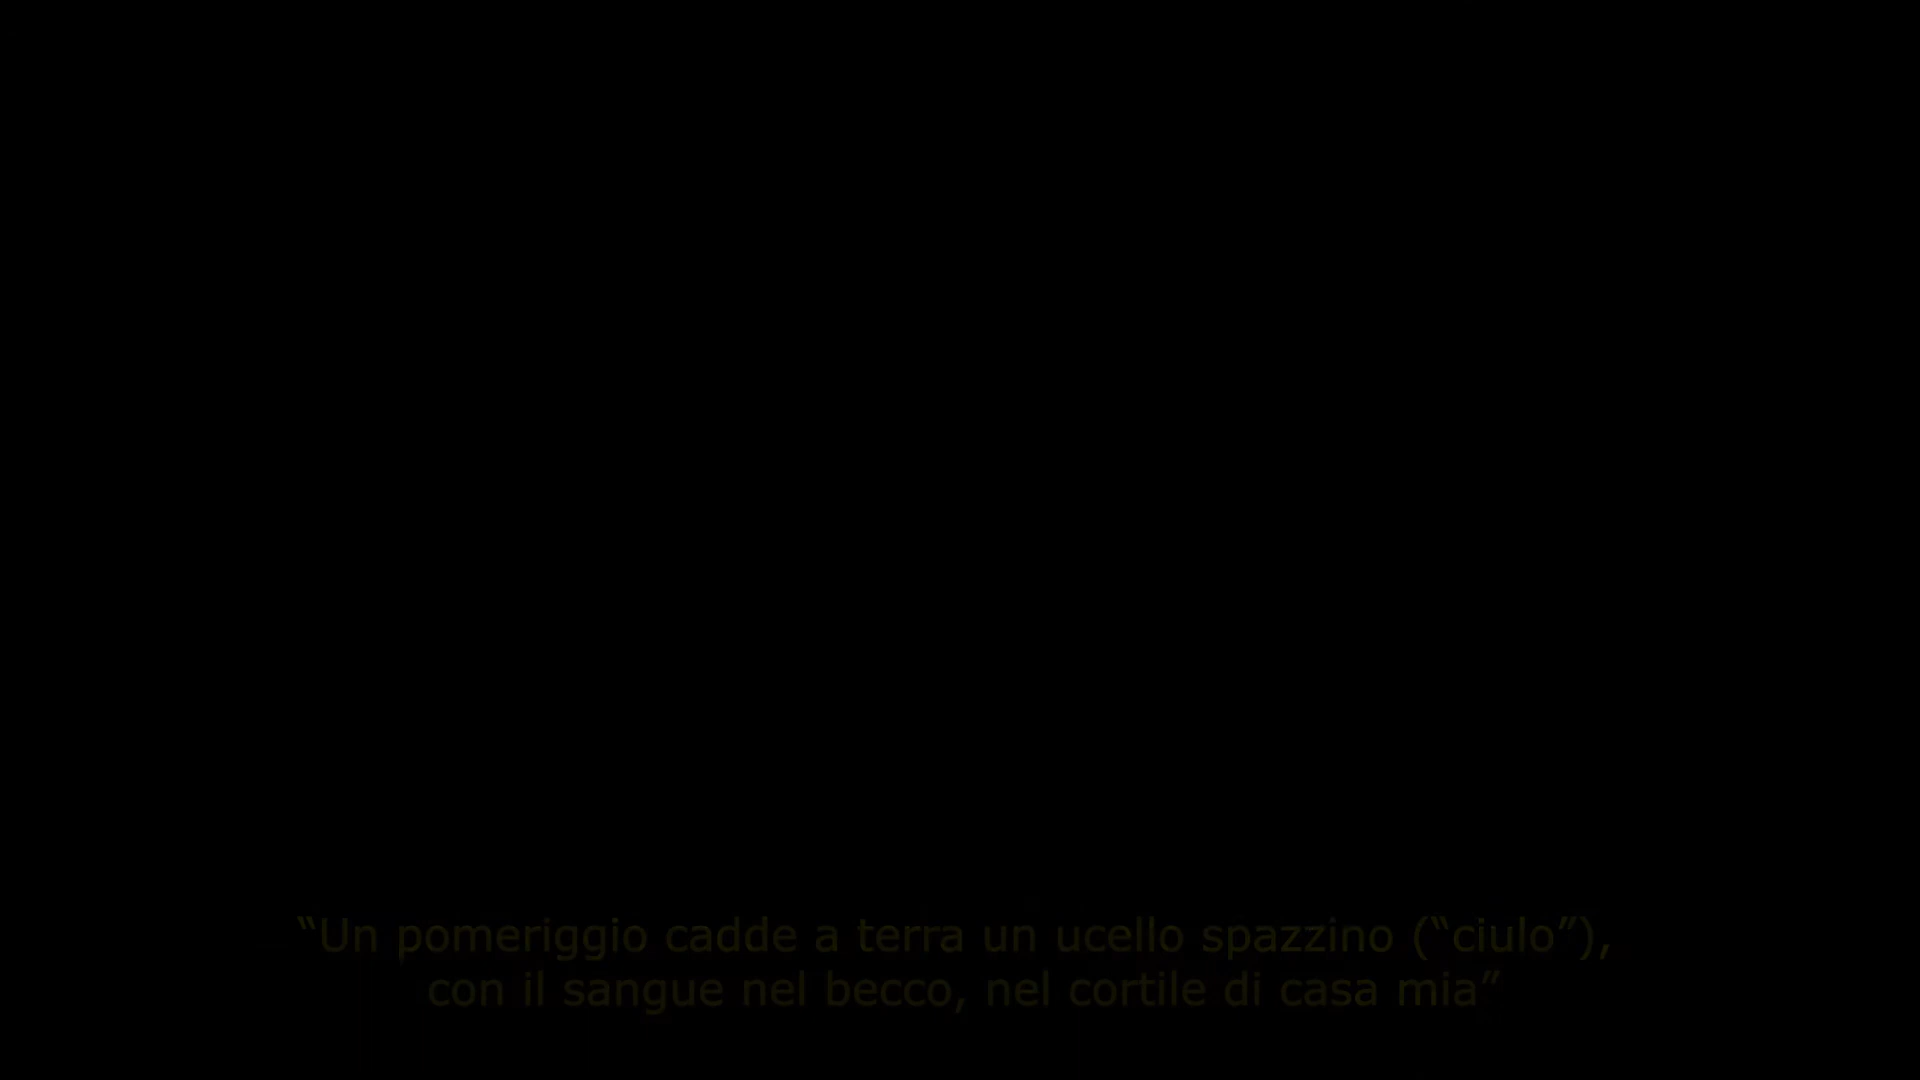 “Un pomeriggio cadde a terra un ucello spazzino (“ciulo”),
con il sangue nel becco, nel cortile di casa mia”